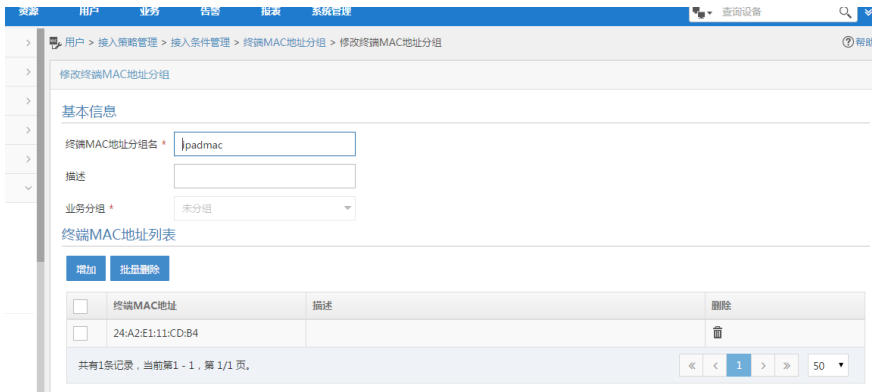 资源 用户 业务 告警 报表 系统管理 查询设备
用户 > 接入策略管理 > 接入条件管理 > 终端MAC地址分组 > 修改终端MAC地址分组 帮助
修改终端MAC地址分组
基本信息
终端MAC地址分组名 * ipadmac
描述
业务分组 * 未分组
终端MAC地址列表
增加 批量删除
终端MAC地址 描述 删除
24:A2:E1:11:CD:B4
共有1条记录，当前第1 - 1，第 1/1 页。 « < 1 > » 50